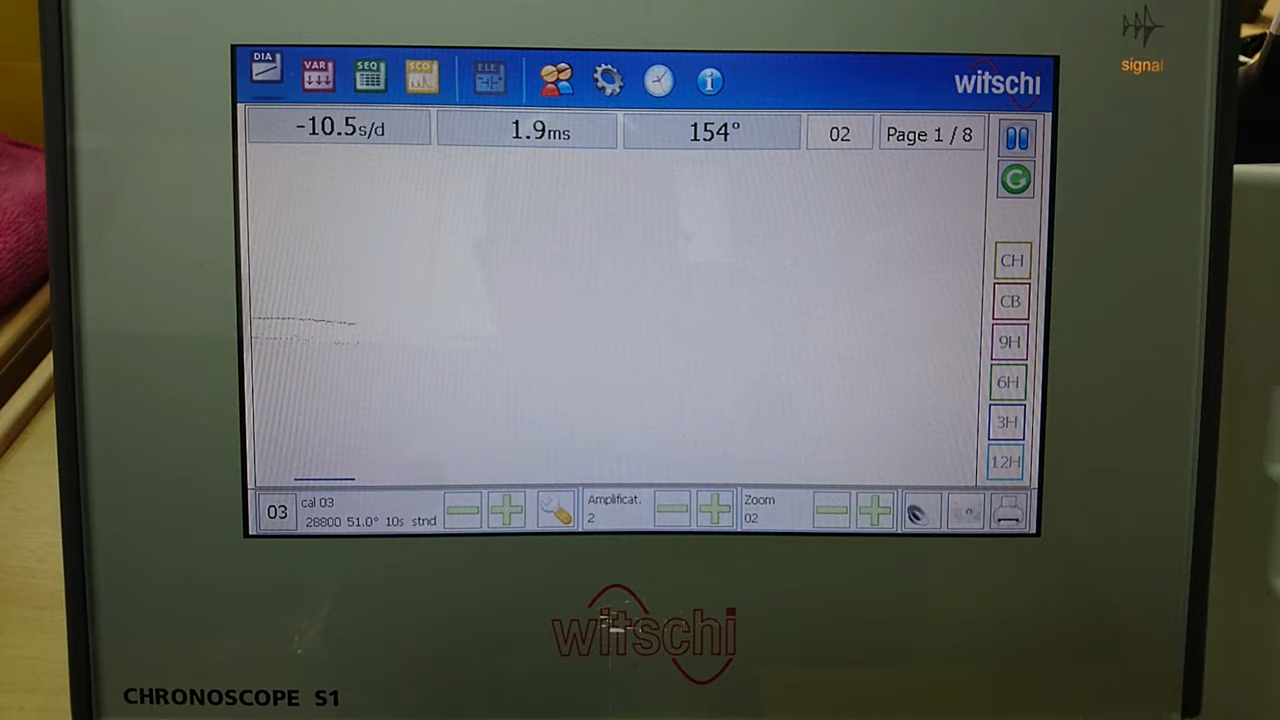 signal
DIA VAR SEQ SCO ELE witschi
-10.5s/d 1.9ms 154° 02 Page 1 / 8
CH
CB
9H
6H
3H
12H
03 cal 03 Amplificat. Zoom
28800 51.0° 10s stnd 2 02
witschi
CHRONOSCOPE S1